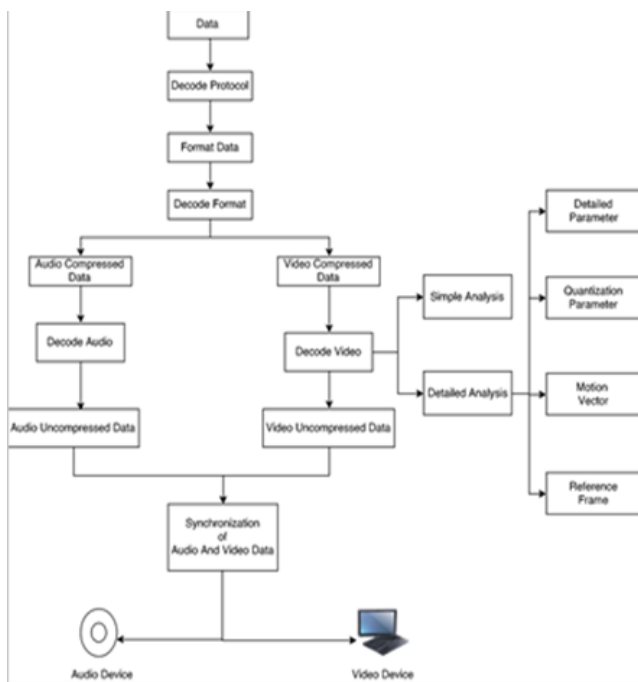 Data
Decode Protocol
Format Data
Decode Format
Audio Compressed
Data
Video Compressed
Data
Decode Audio
Decode Video
Audio Uncompressed Data
Video Uncompressed Data
Simple Analysis
Detailed Analysis
Detailed
Parameter
Quantization
Parameter
Motion
Vector
Reference
Frame
Synchronization
of
Audio And Video Data
Audio Device
Video Device